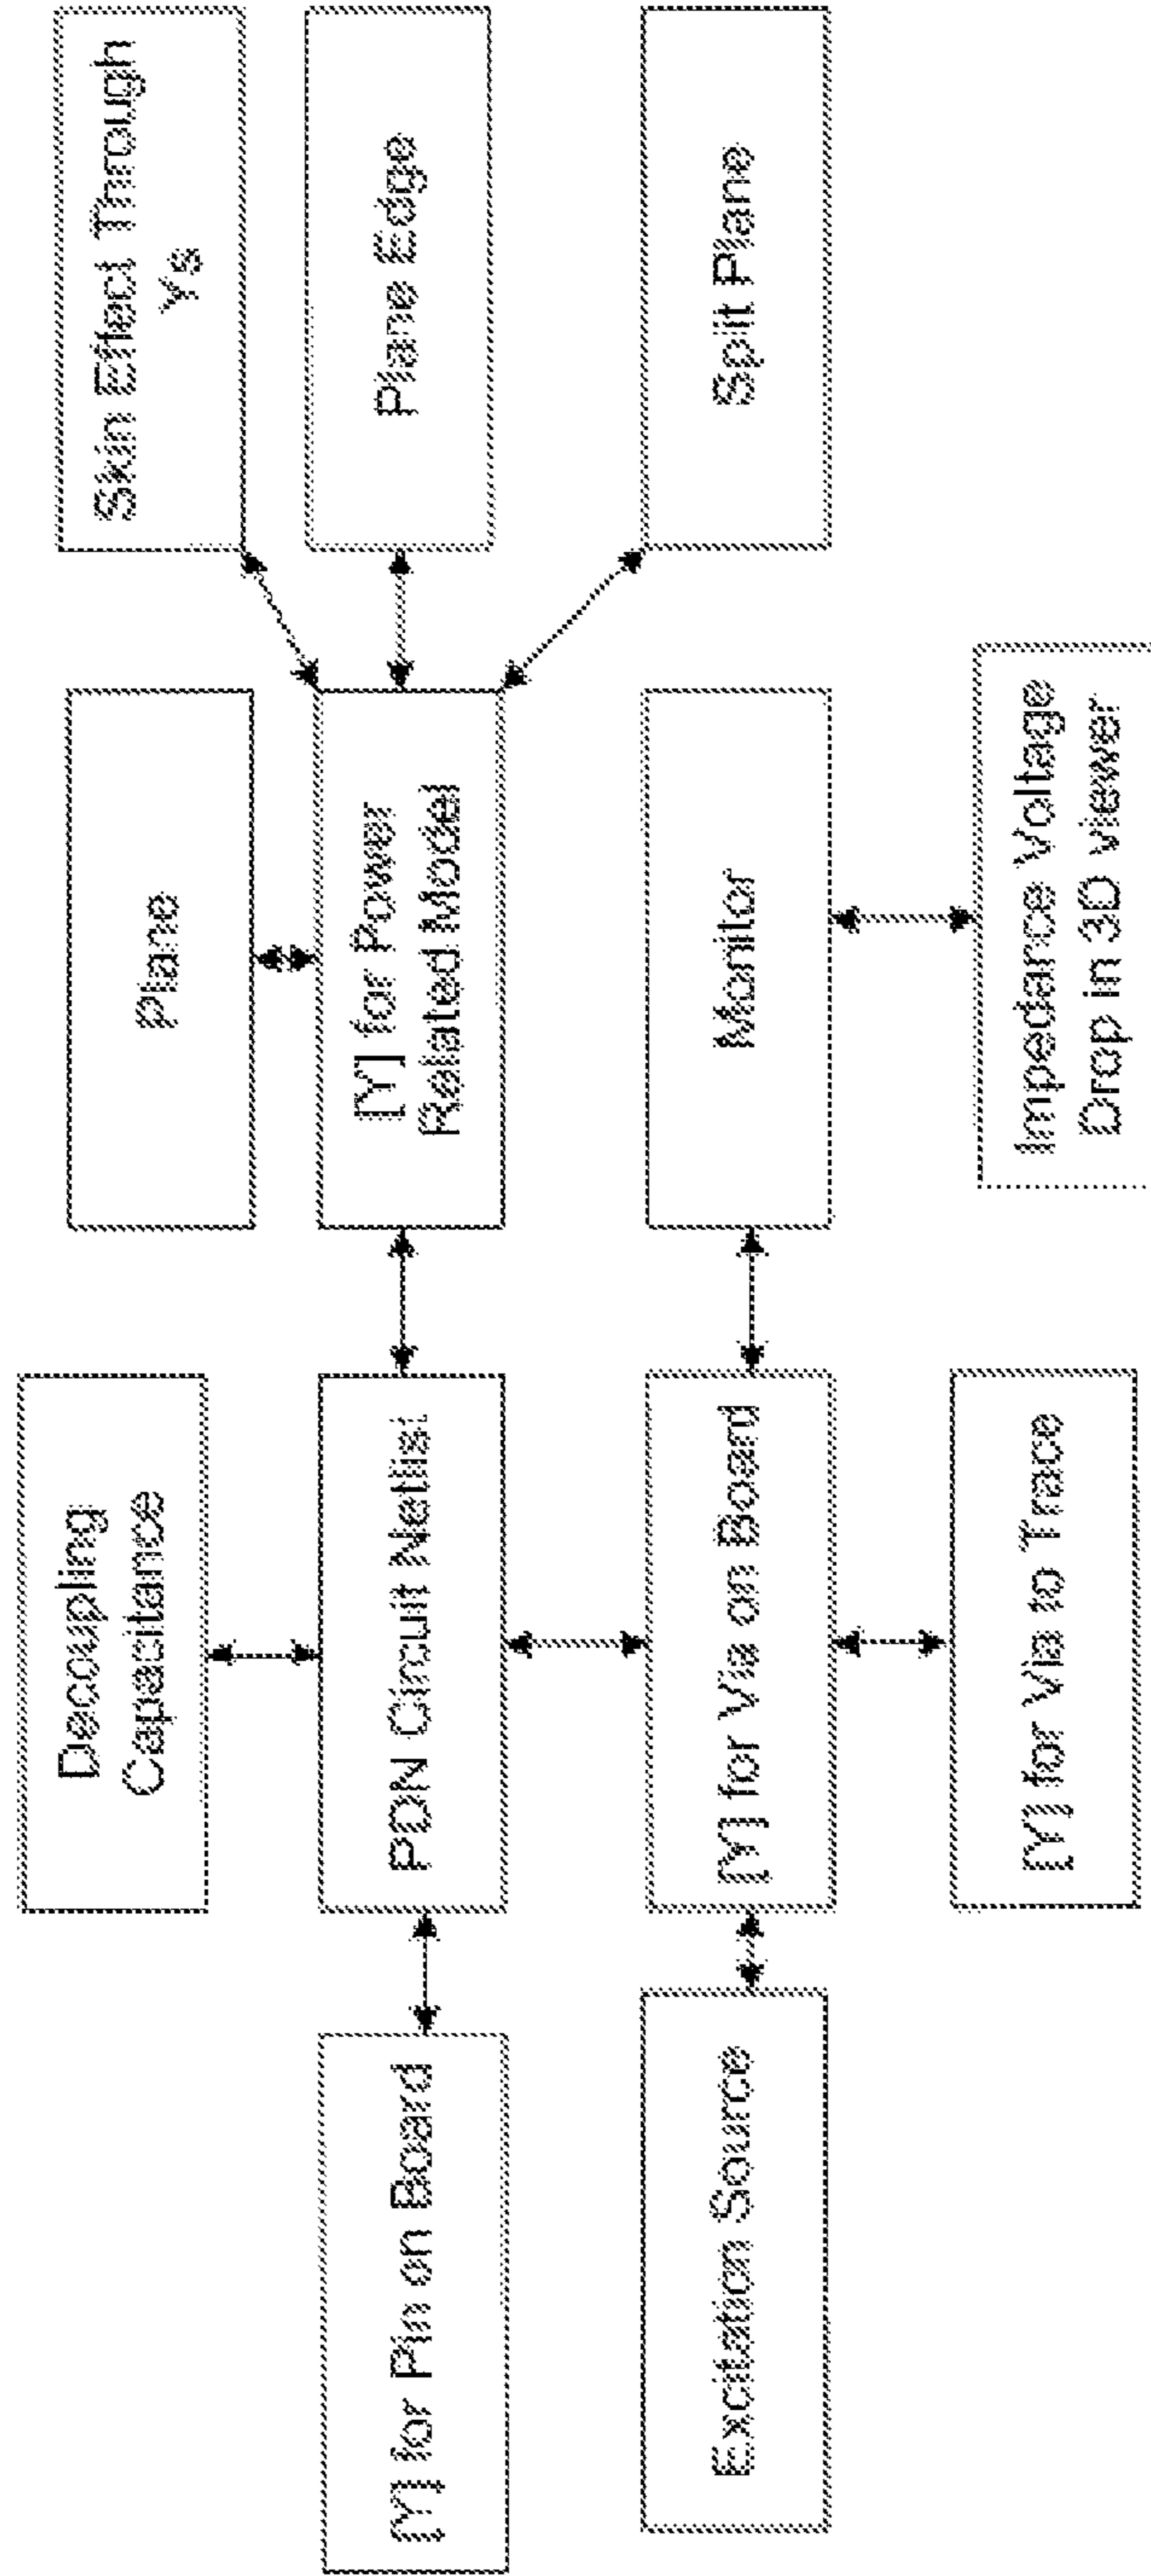 Decoupling
Capacitance
Plane
Skin Effect Through
Ys
[Y] for Pin on Board
PDN Circuit Netlist
[Y] for Power
Related Model
Plane Edge
Excitation Source
[Y] for Via on Board
Monitor
Split Plane
[Y] for Via to Trace
Impedance Voltage
Drop in 3D viewer